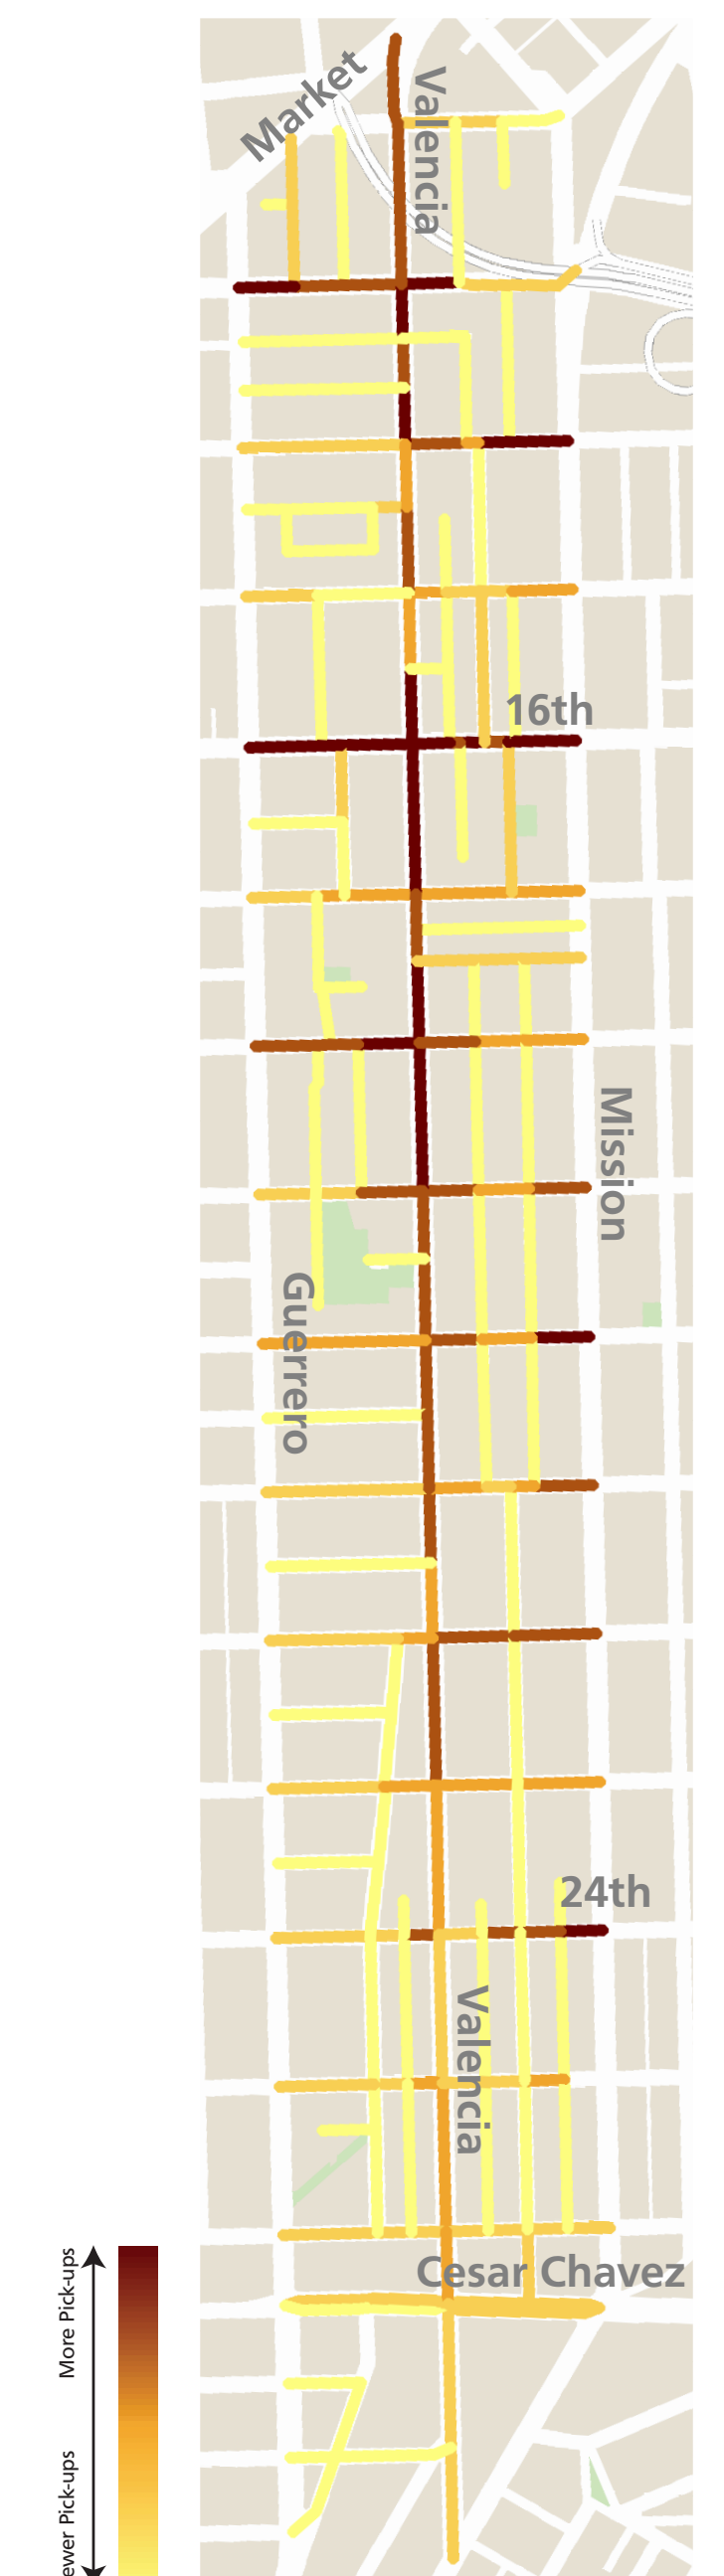 Market
Valencia
16th
Mission
Guerrero
24th
Valencia
Cesar Chavez
More Pick-ups
ewer Pick-ups